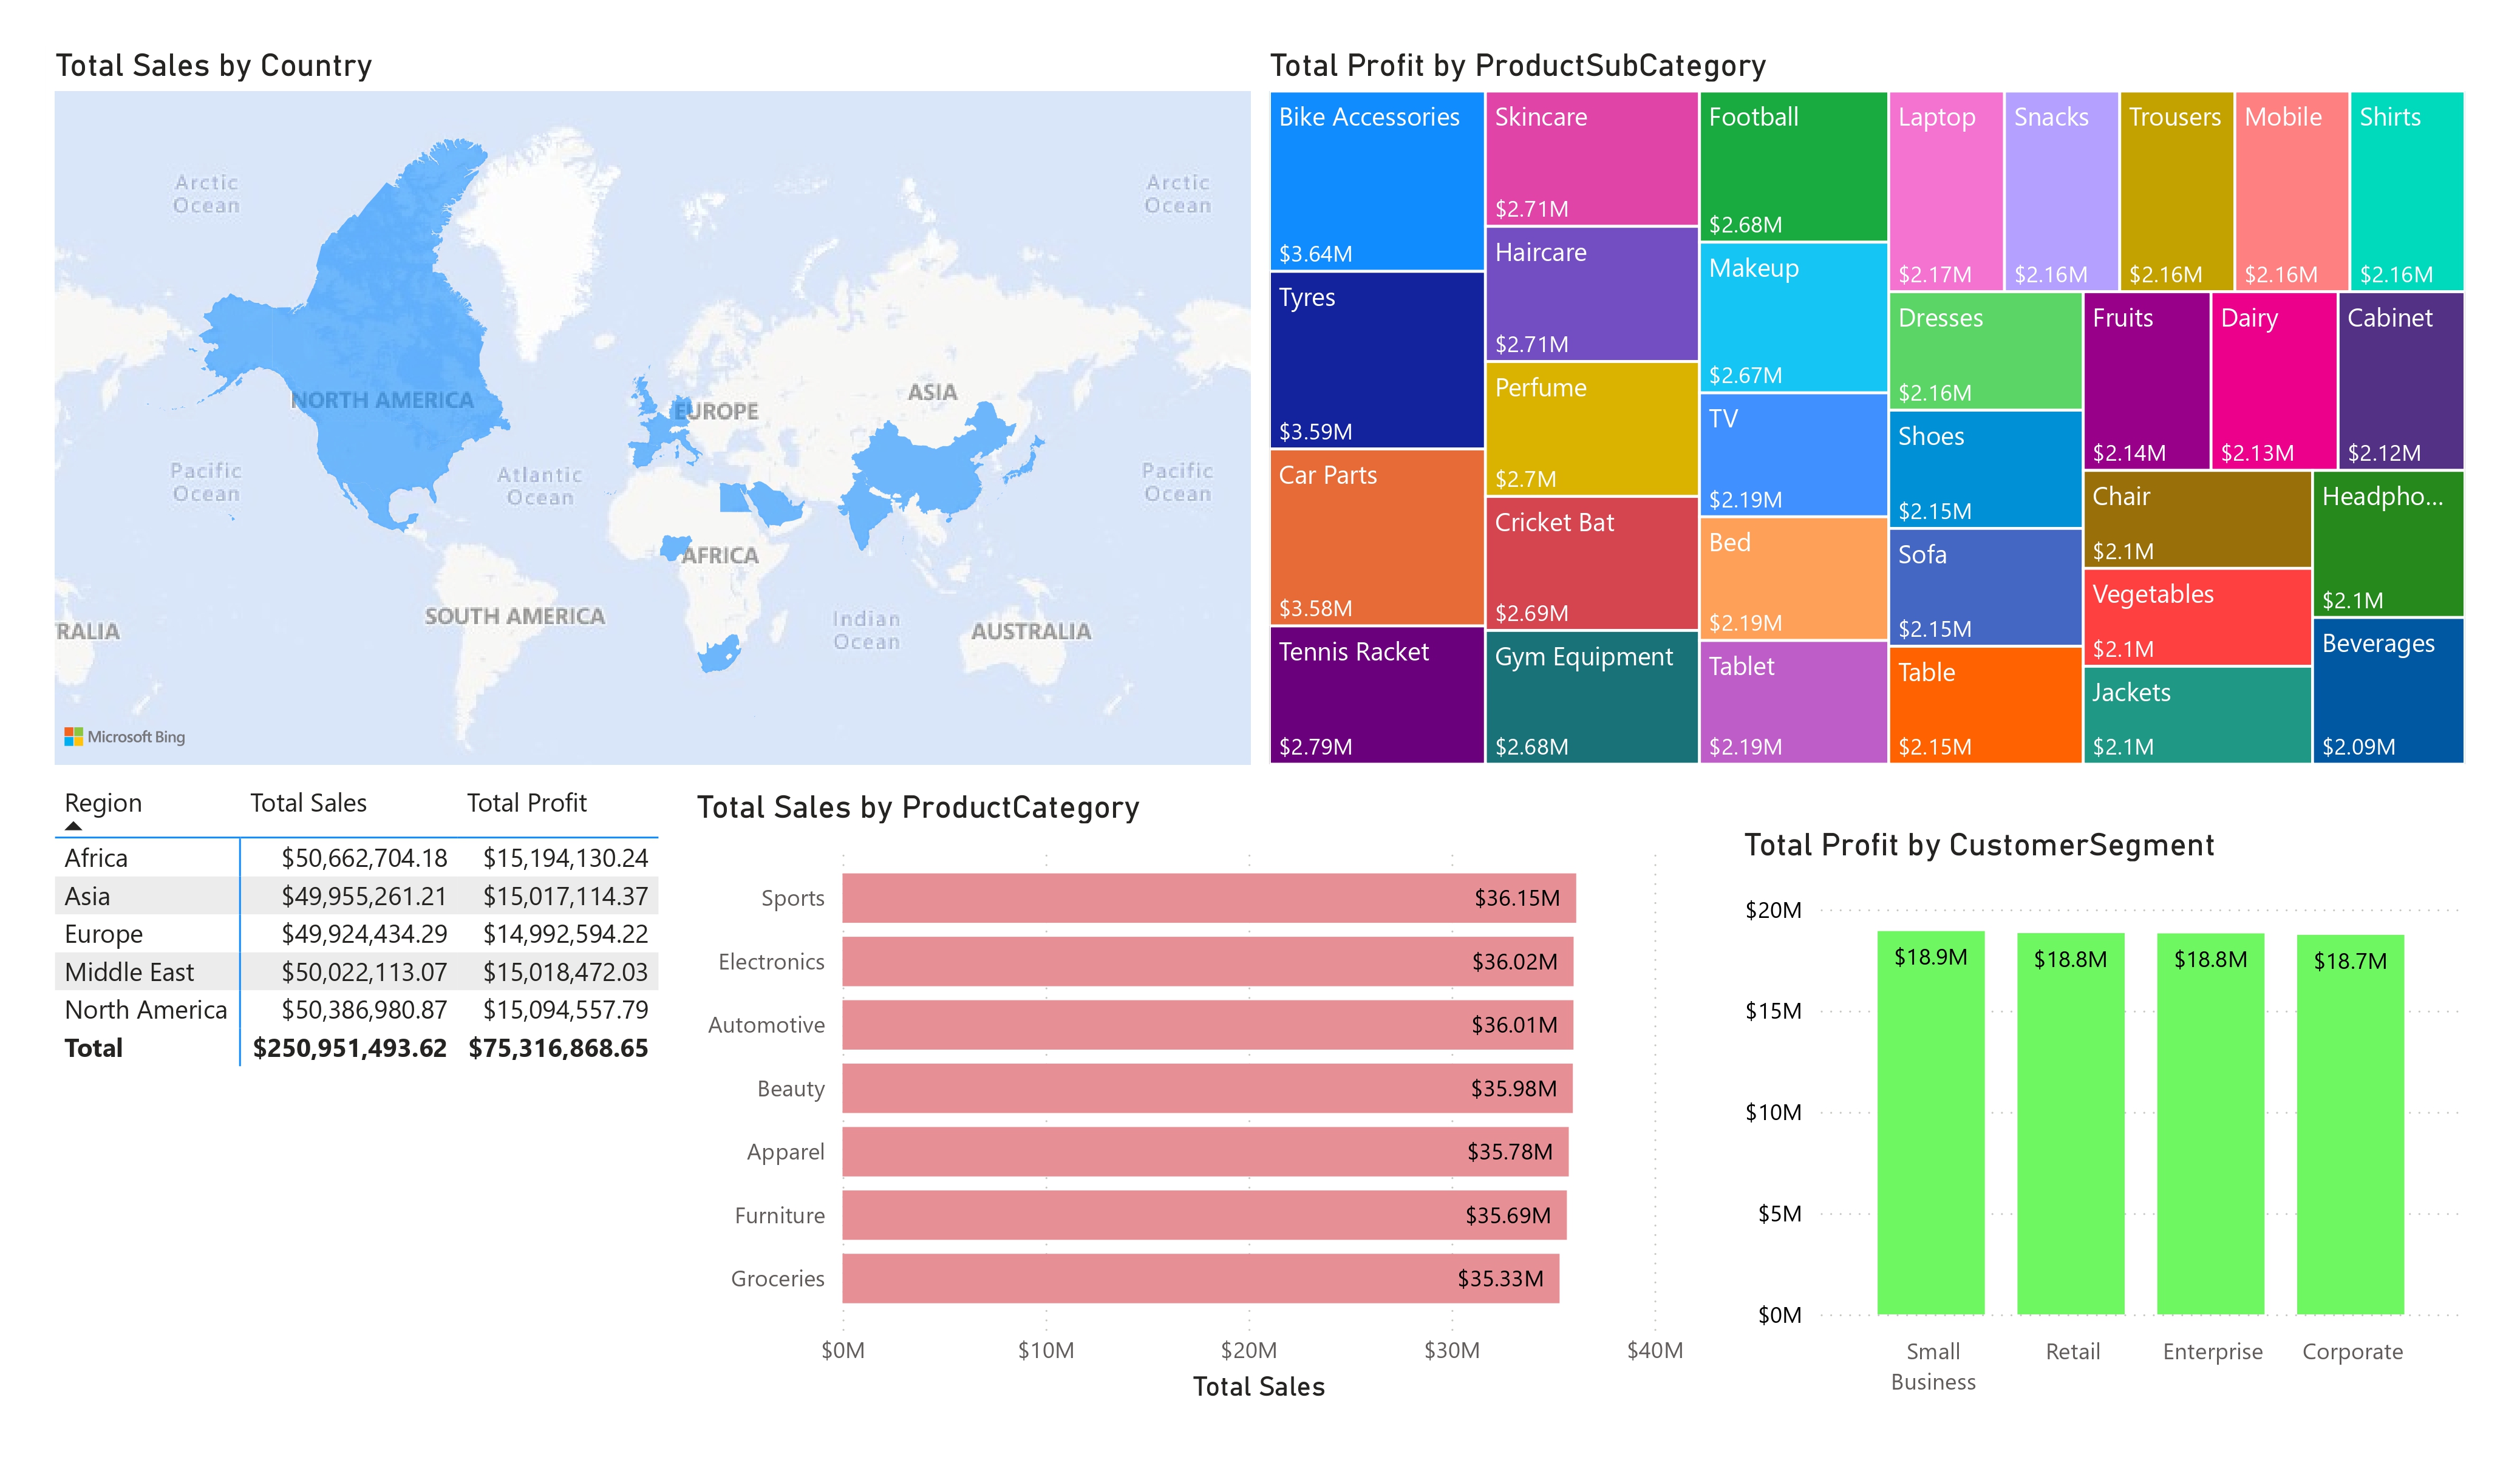 Total Sales by Country
Arctic
Ocean
Arctic
Ocean
NORTH AMERICA
EUROPE
ASIA
Pacific
Ocean
Atlantic
Ocean
Pacific
Ocean
AFRICA
SOUTH AMERICA
Indian
Ocean
RALIA
AUSTRALIA
Microsoft Bing
Total Profit by ProductSubCategory
Bike Accessories
$3.64M
Tyres
$3.59M
Car Parts
$3.58M
Tennis Racket
$2.79M
Skincare
$2.71M
Haircare
$2.71M
Perfume
$2.7M
Cricket Bat
$2.69M
Gym Equipment
$2.68M
Football
$2.68M
Makeup
$2.67M
TV
$2.19M
Bed
$2.19M
Tablet
$2.19M
Laptop
$2.17M
Snacks
$2.16M
Trousers
$2.16M
Mobile
$2.16M
Shirts
$2.16M
Dresses
$2.16M
Shoes
$2.15M
Sofa
$2.15M
Table
$2.15M
Fruits
$2.14M
Dairy
$2.13M
Cabinet
$2.12M
Chair
$2.1M
Vegetables
$2.1M
Jackets
$2.1M
Headpho...
$2.1M
Beverages
$2.09M
Region Total Sales Total Profit
Africa $50,662,704.18 $15,194,130.24
Asia $49,955,261.21 $15,017,114.37
Europe $49,924,434.29 $14,992,594.22
Middle East $50,022,113.07 $15,018,472.03
North America $50,386,980.87 $15,094,557.79
Total $250,951,493.62 $75,316,868.65
Total Sales by ProductCategory
Sports $36.15M
Electronics $36.02M
Automotive $36.01M
Beauty $35.98M
Apparel $35.78M
Furniture $35.69M
Groceries $35.33M
$0M $10M $20M $30M $40M
Total Sales
Total Profit by CustomerSegment
$20M
$15M
$10M
$5M
$0M
$18.9M $18.8M $18.8M $18.7M
Small Retail Enterprise Corporate
Business